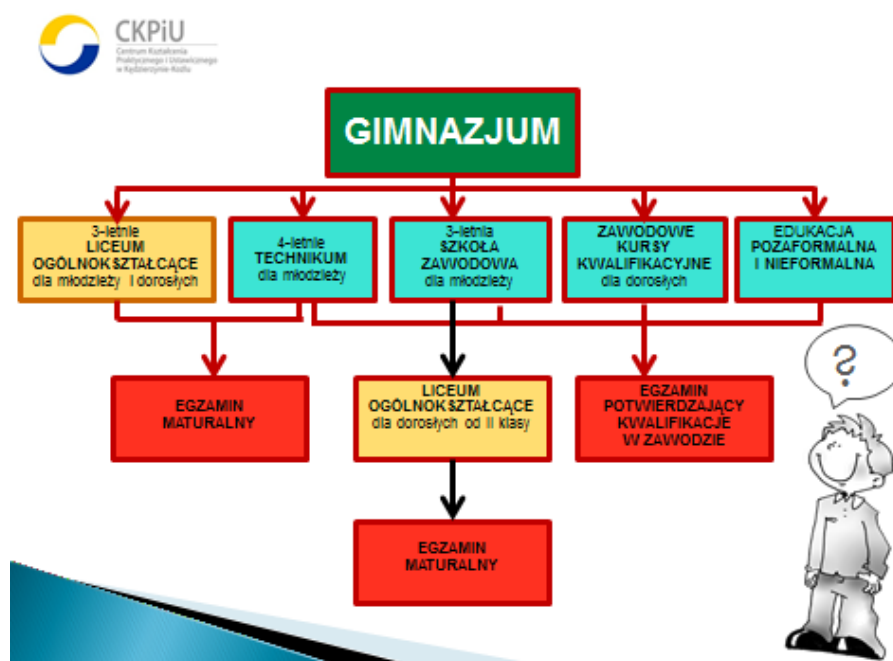 CKPiU
Centrum Kształcenia
Praktycznego i Ustawicznego
w Kędzierzynie-Koźlu
GIMNAZJUM
3-letnie
LICEUM
OGÓLNOKSZTAŁCĄCE
dla młodzieży i dorosłych
4-letnie
TECHNIKUM
dla młodzieży
3-letnia
SZKOŁA
ZAWODOWA
dla młodzieży
ZAWODOWE
KURSY
KWALIFIKACYJNE
dla dorosłych
EDUKACJA
POZAFORMALNA
I NIEFORMALNA
EGZAMIN
MATURALNY
LICEUM
OGÓLNOKSZTAŁCĄCE
dla dorosłych od II klasy
EGZAMIN
POTWIERDZAJĄCY
KWALIFIKACJE
W ZAWODZIE
?
EGZAMIN
MATURALNY